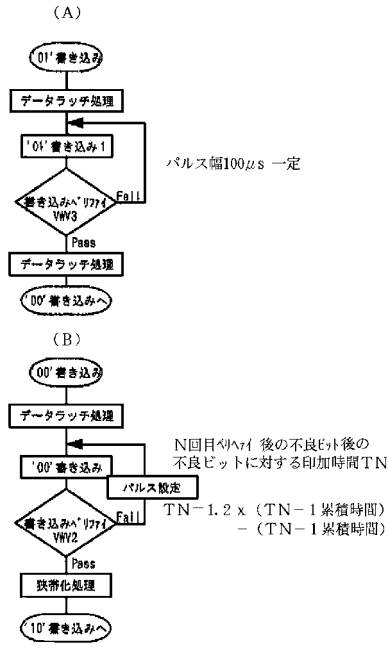 (A)
'01'書き込み
データラッチ処理
'01'書き込み1
パルス幅100μs 一定
書き込みベリファイ
VWV3
Fail
Pass
データラッチ処理
'00'書き込みへ
(B)
'00'書き込み
データラッチ処理
N回目ベリファイ後の不良ビット後の
不良ビットに対する印加時間TN
'00'書き込み
パルス設定
TN-1.2x(TN-1累積時間)
-(TN-1累積時間)
書き込みベリファイ
VWV2
Fail
Pass
狭帯化処理
'10'書き込みへ